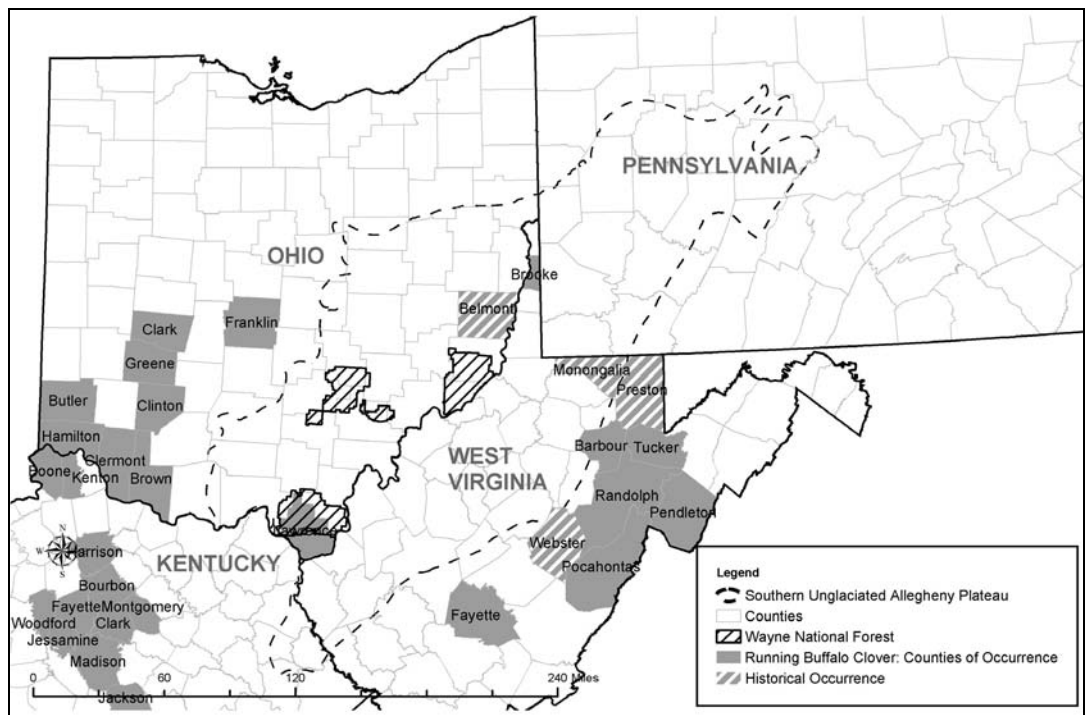 PENNSYLVANIA
OHIO
Brooke
Belmont
Clark
Franklin
Greene
Monongalia
Preston
Butler
Clinton
Hamilton
Clermont
Barbour
Tucker
WEST
VIRGINIA
Boone
Kenton
Brown
Randolph
Pendleton
Lawrence
Webster
N
W
E
S
Harrison
KENTUCKY
Pocahontas
Bourbon
Fayette
Montgomery
Fayette
Woodford
Clark
Jessamine
Madison
Jackson
0
60
120
240 Miles
Legend
Southern Unglaciated Allegheny Plateau
Counties
Wayne National Forest
Running Buffalo Clover: Counties of Occurrence
Historical Occurrence